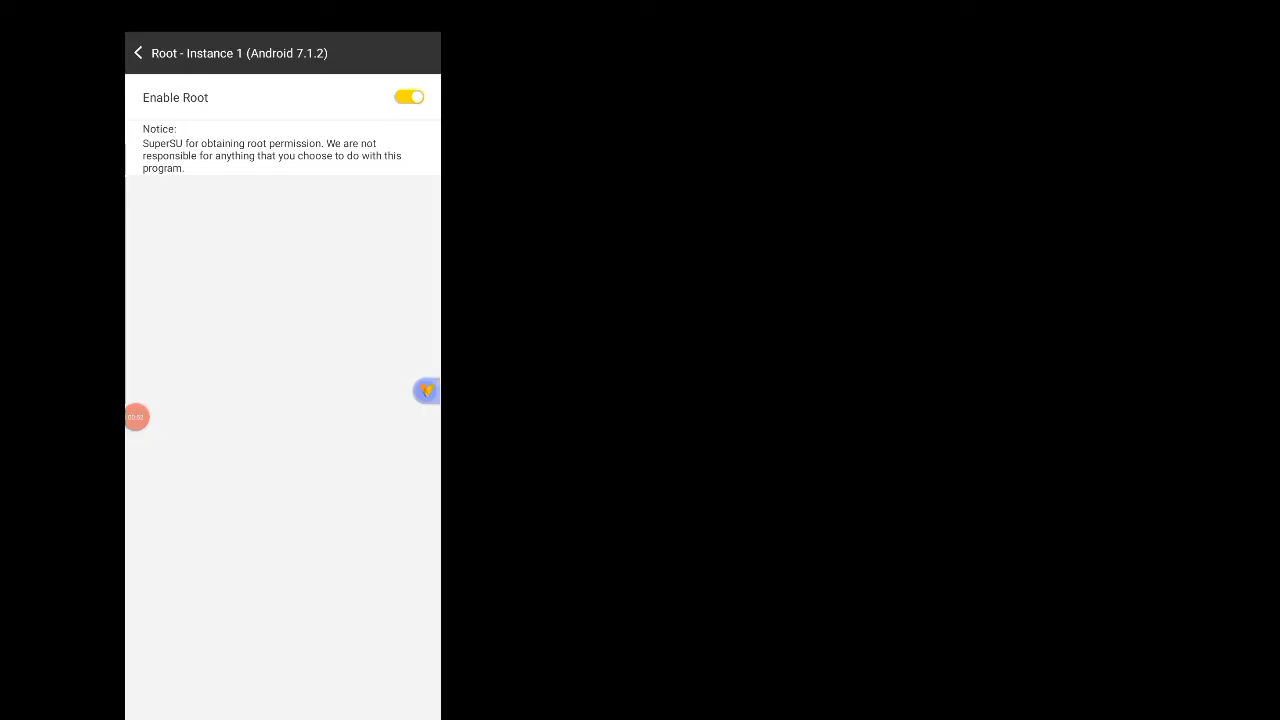 Root - Instance 1 (Android 7.1.2)
Enable Root
Notice:
SuperSU for obtaining root permission. We are not
responsible for anything that you choose to do with this
program.